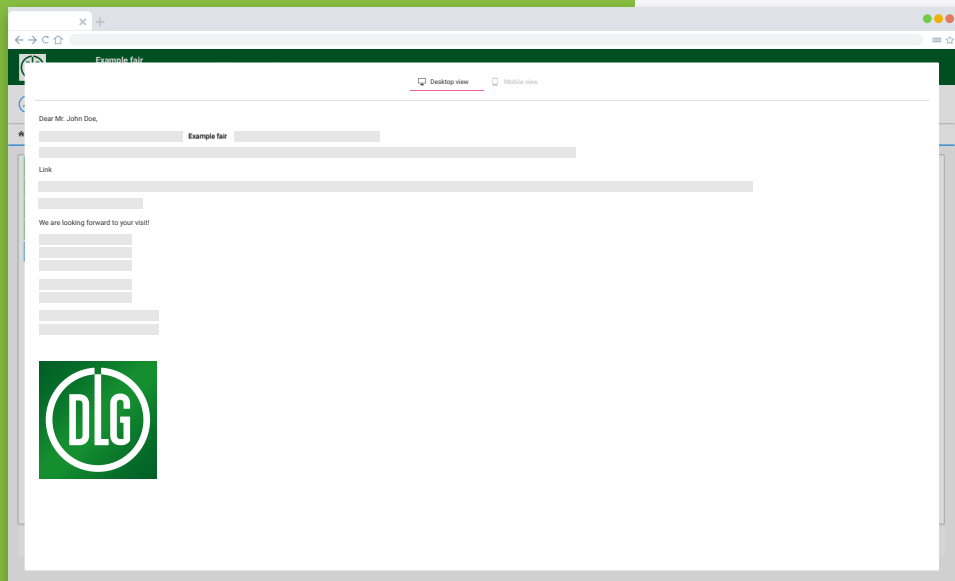 Example fair
Desktop view Mobile view
Dear Mr. John Doe,
Example fair
Link
We are looking forward to your visit!
DLG